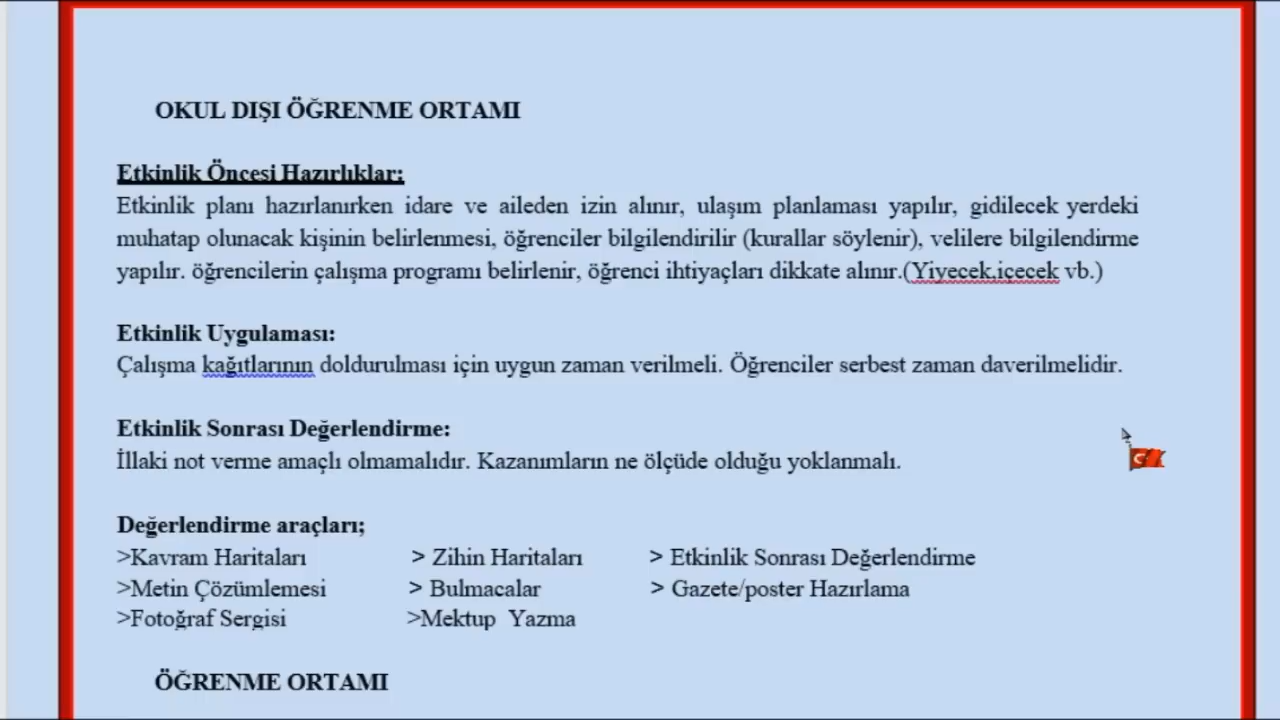 OKUL DIŞI ÖĞRENME ORTAMI
Etkinlik Öncesi Hazırlıklar:
Etkinlik planı hazırlanırken idare ve aileden izin alınır, ulaşım planlaması yapılır, gidilecek yerdeki
muhatap olunacak kişinin belirlenmesi, öğrenciler bilgilendirilir (kurallar söylenir), velilere bilgilendirme
yapılır. öğrencilerin çalışma programı belirlenir, öğrenci ihtiyaçları dikkate alınır.(Yiyecek,içecek vb.)
Etkinlik Uygulaması:
Çalışma kağıtlarının doldurulması için uygun zaman verilmeli. Öğrenciler serbest zaman daverilmelidir.
Etkinlik Sonrası Değerlendirme:
İllaki not verme amaçlı olmamalıdır. Kazanımların ne ölçüde olduğu yoklanmalı.
Değerlendirme araçları;
>Kavram Haritaları > Zihin Haritaları > Etkinlik Sonrası Değerlendirme
>Metin Çözümlemesi > Bulmacalar > Gazete/poster Hazırlama
>Fotoğraf Sergisi >Mektup Yazma
ÖĞRENME ORTAMI